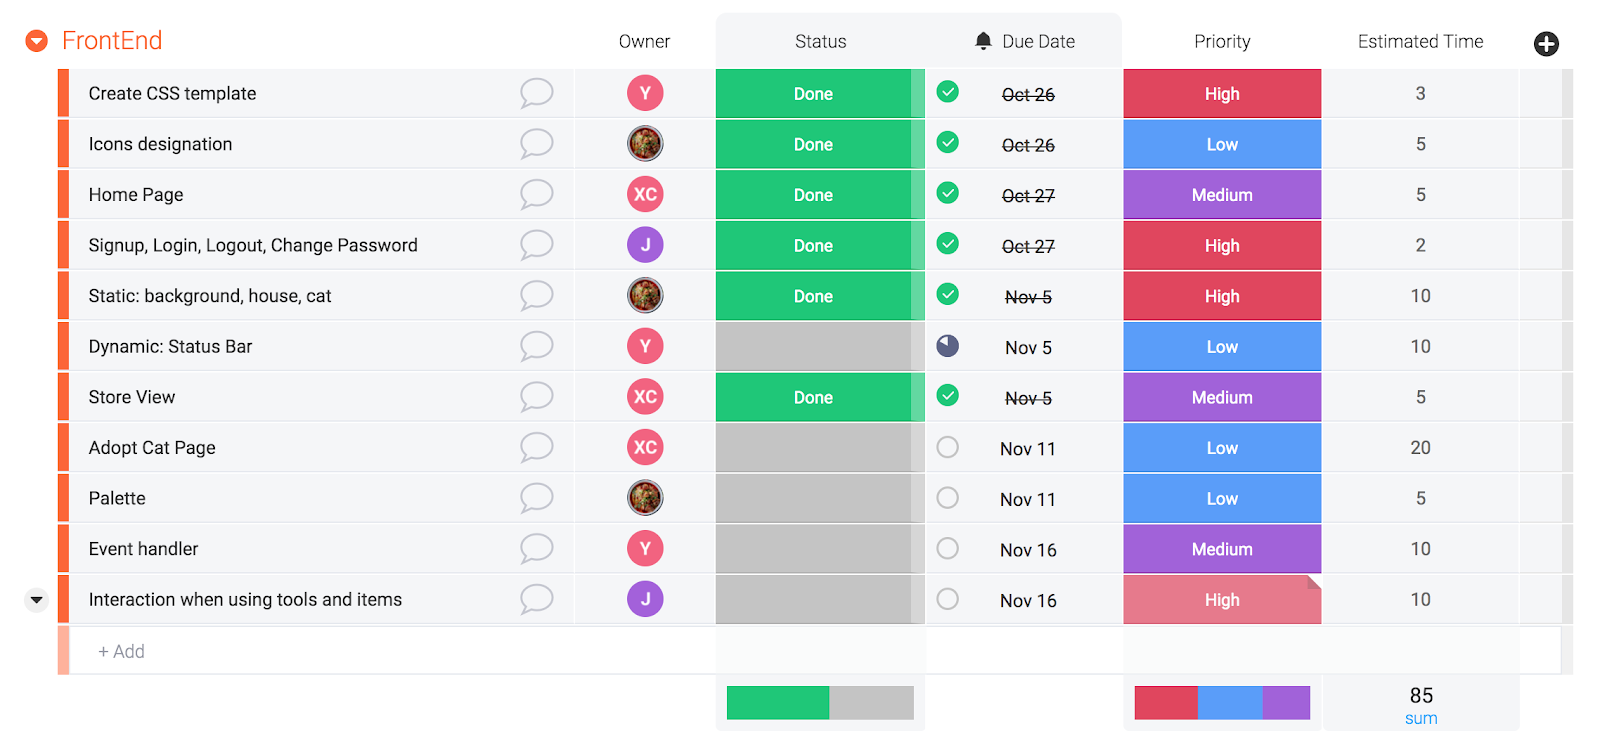 FrontEnd Owner Status Due Date Priority Estimated Time
Create CSS template Y Done Oct 26 High 3
Icons designation Done Oct 26 Low 5
Home Page XC Done Oct 27 Medium 5
Signup, Login, Logout, Change Password J Done Oct 27 High 2
Static: background, house, cat Done Nov 5 High 10
Dynamic: Status Bar Y Nov 5 Low 10
Store View XC Done Nov 5 Medium 5
Adopt Cat Page XC Nov 11 Low 20
Palette Nov 11 Low 5
Event handler Y Nov 16 Medium 10
Interaction when using tools and items J Nov 16 High 10
+ Add
85
sum